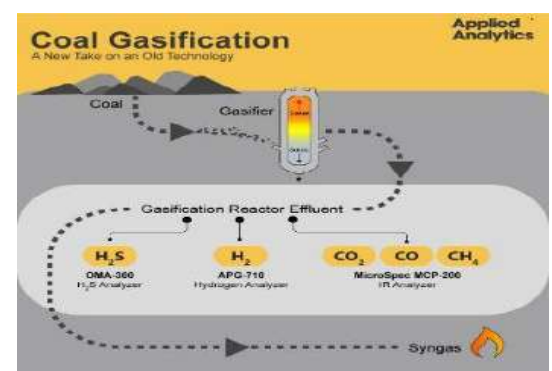 Coal Gasification
A New Take on an Old Technology
Applied
Analytics
Coal
Gasifier
Gasification Reactor Effluent
H₂S
OMA-300
H₂S Analyzer
H₂
APG-710
Hydrogen Analyzer
CO₂ CO CH₄
MicroSpec MCP-200
IR Analyzer
Syngas